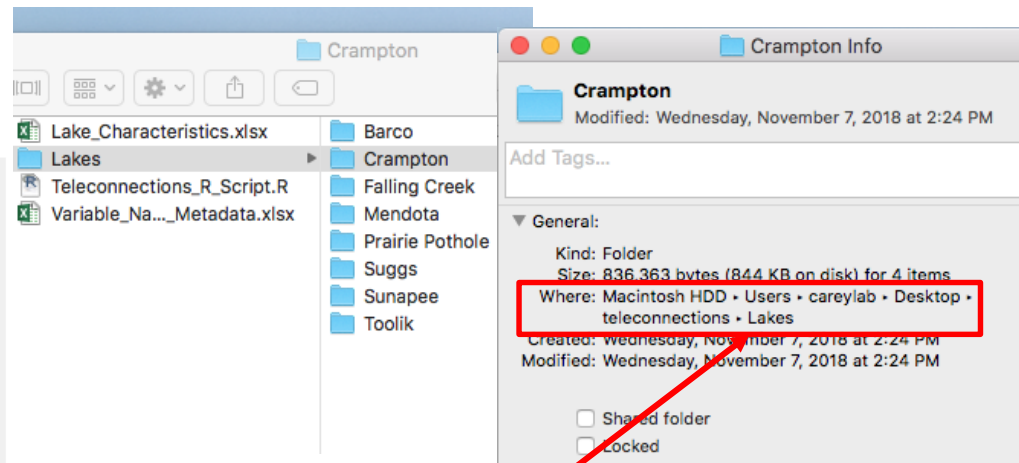 Crampton
Lake_Characteristics.xlsx
Lakes
Teleconnections_R_Script.R
Variable_Na..._Metadata.xlsx
Barco
Crampton
Falling Creek
Mendota
Prairie Pothole
Suggs
Sunapee
Toolik
Crampton Info
Crampton
Modified: Wednesday, November 7, 2018 at 2:24 PM
Add Tags...
General:
Kind: Folder
Size: 836,363 bytes (844 KB on disk) for 4 items
Where: Macintosh HDD ▸ Users ▸ careylab ▸ Desktop ▸
teleconnections ▸ Lakes
Created: Wednesday, November 7, 2018 at 2:24 PM
Modified: Wednesday, November 7, 2018 at 2:24 PM
Shared folder
Locked